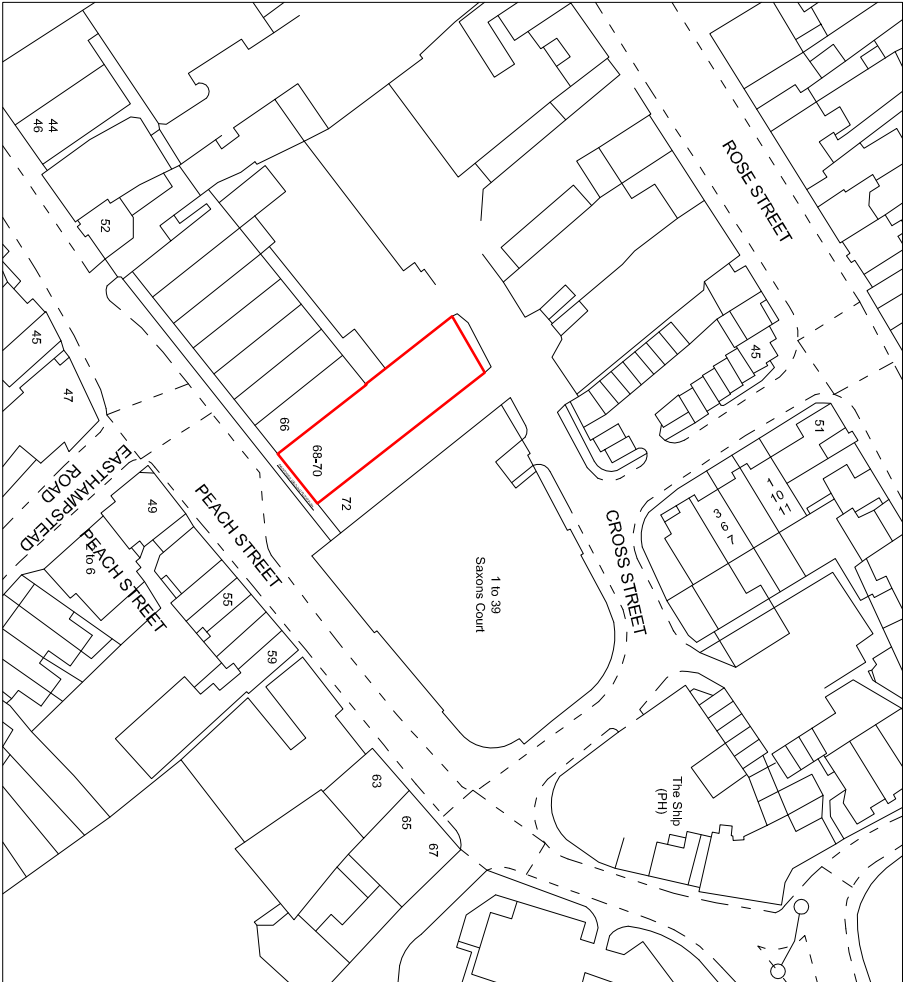 ROSE STREET
44
46
52
45
47
45
51
1
10
11
3
6
7
66
68-70
72
CROSS STREET
1 to 39
Saxons Court
EASTHAMPSTEAD
ROAD
PEACH STREET
49
to 6
PEACH STREET
55
59
63
65
67
The Ship
(PH)